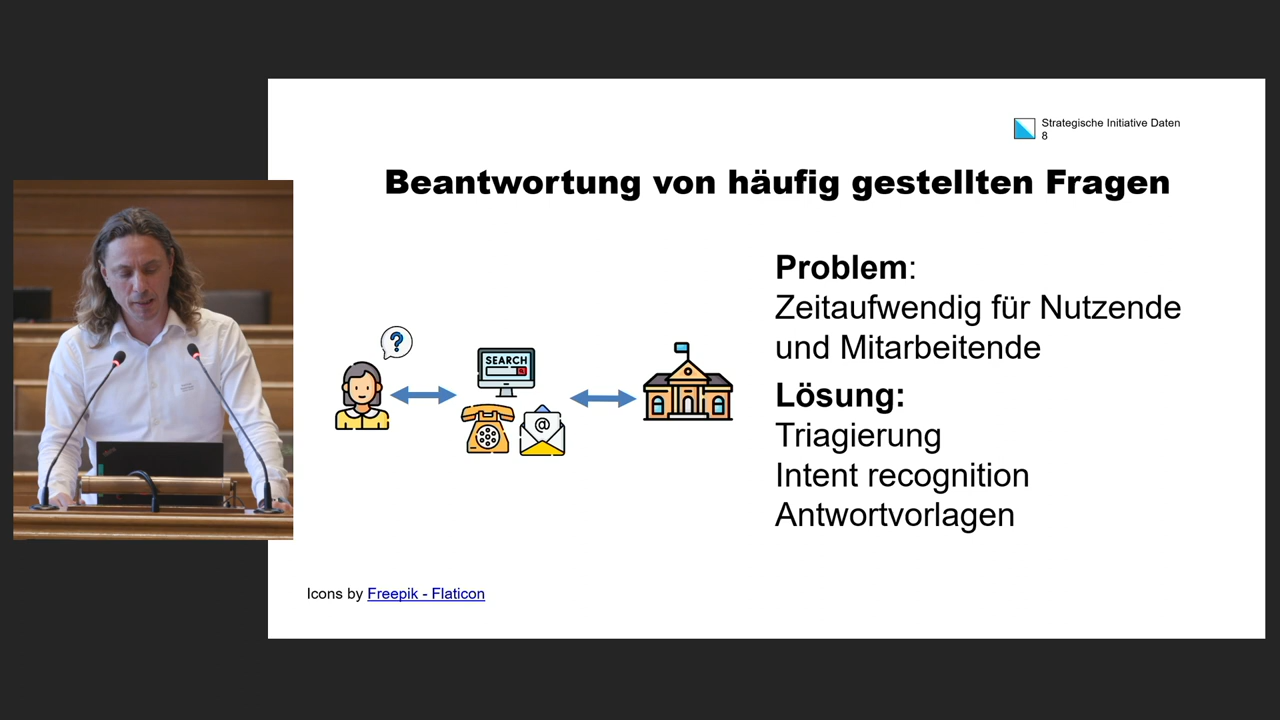 Strategische Initiative Daten
8
Beantwortung von häufig gestellten Fragen
SEARCH
?
@
Problem:
Zeitaufwendig für Nutzende
und Mitarbeitende
Lösung:
Triagierung
Intent recognition
Antwortvorlagen
Icons by Freepik - Flaticon